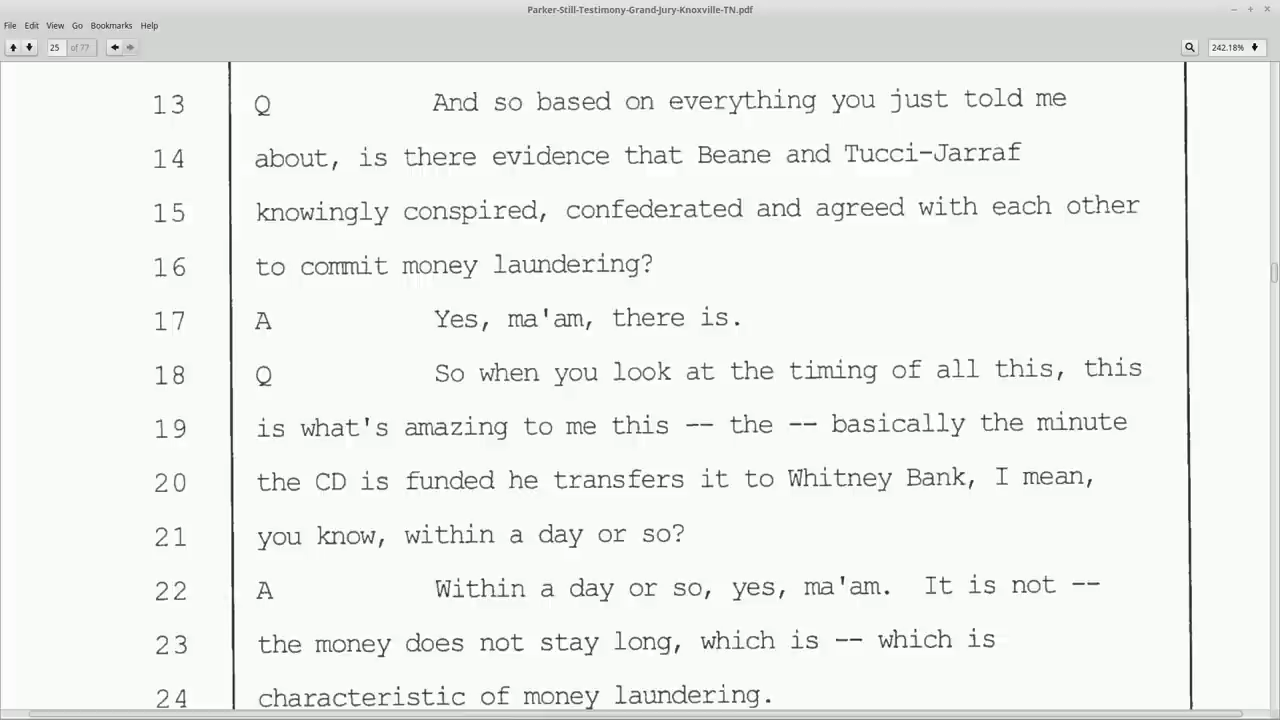 Parker-Still-Testimony-Grand-Jury-Knoxville-TN.pdf
File Edit View Go Bookmarks Help
25 of 77 242.18%
13 Q And so based on everything you just told me
14 about, is there evidence that Beane and Tucci-Jarraf
15 knowingly conspired, confederated and agreed with each other
16 to commit money laundering?
17 A Yes, ma'am, there is.
18 Q So when you look at the timing of all this, this
19 is what's amazing to me this -- the -- basically the minute
20 the CD is funded he transfers it to Whitney Bank, I mean,
21 you know, within a day or so?
22 A Within a day or so, yes, ma'am. It is not --
23 the money does not stay long, which is -- which is
24 characteristic of money laundering.